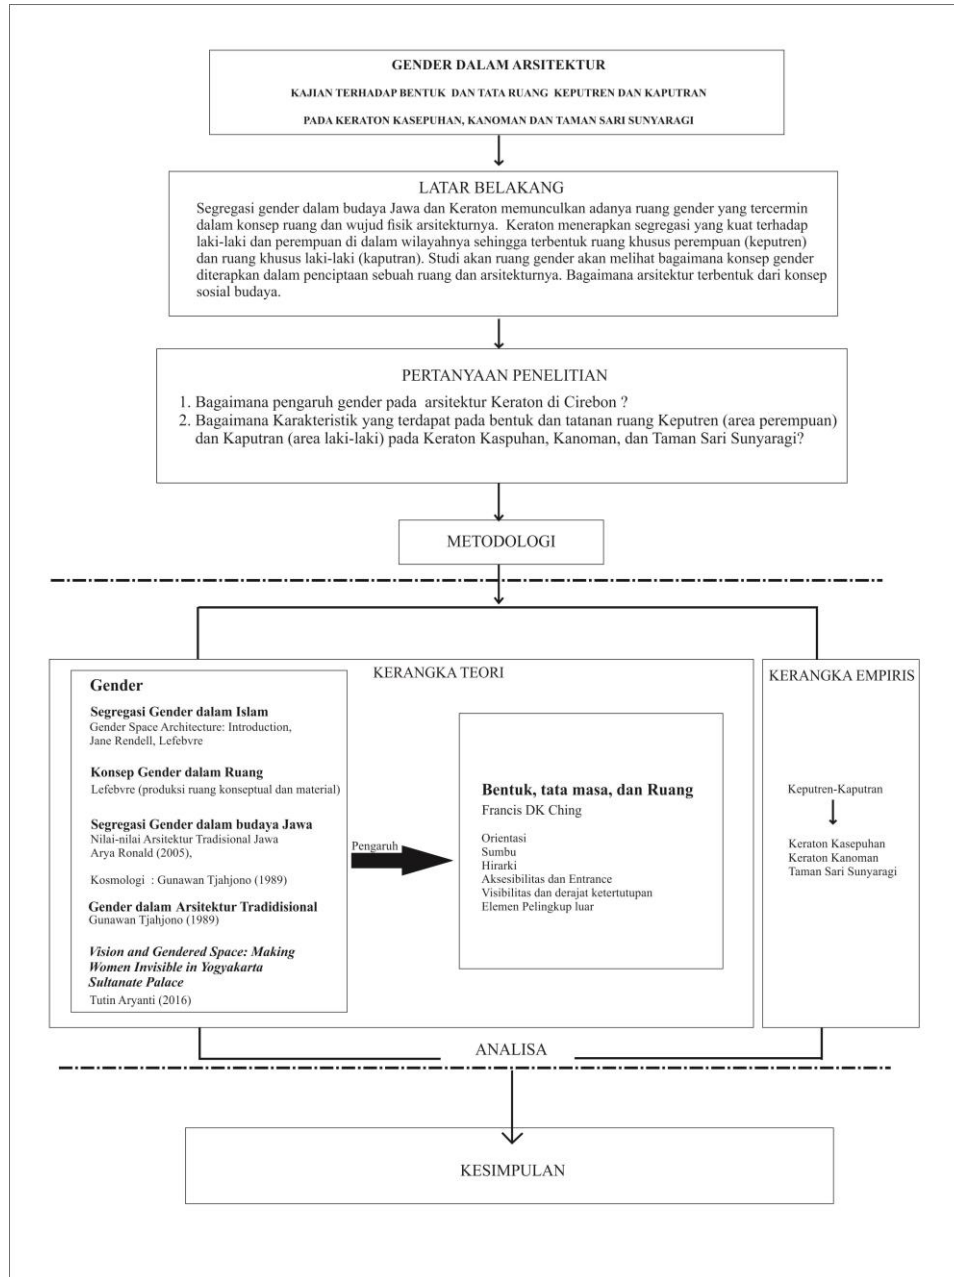 GENDER DALAM ARSITEKTUR
KAJIAN TERHADAP BENTUK DAN TATA RUANG KEPUTREN DAN KAPUTRAN
PADA KERATON KASEPUHAN, KANOMAN DAN TAMAN SARI SUNYARAGI
LATAR BELAKANG
Segregasi gender dalam budaya Jawa dan Keraton memunculkan adanya ruang gender yang tercermin
dalam konsep ruang dan wujud fisik arsitekturnya. Keraton menerapkan segregasi yang kuat terhadap
laki-laki dan perempuan di dalam wilayahnya sehingga terbentuk ruang khusus perempuan (keputren)
dan ruang khusus laki-laki (kaputran). Studi akan ruang gender akan melihat bagaimana konsep gender
diterapkan dalam penciptaan sebuah ruang dan arsitekturnya. Bagaimana arsitektur terbentuk dari konsep
sosial budaya.
PERTANYAAN PENELITIAN
1. Bagaimana pengaruh gender pada arsitektur Keraton di Cirebon ?
2. Bagaimana Karakteristik yang terdapat pada bentuk dan tatanan ruang Keputren (area perempuan)
dan Kaputran (area laki-laki) pada Keraton Kaspuhan, Kanoman, dan Taman Sari Sunyaragi?
METODOLOGI
KERANGKA TEORI
Gender
Segregasi Gender dalam Islam
Gender Space Architecture: Introduction,
Jane Rendell, Lefebvre
Konsep Gender dalam Ruang
Lefebvre (produksi ruang konseptual dan material)
Segregasi Gender dalam budaya Jawa
Nilai-nilai Arsitektur Tradisional Jawa
Arya Ronald (2005),
Kosmologi : Gunawan Tjahjono (1989)
Gender dalam Arsitektur Tradidisional
Gunawan Tjahjono (1989)
Vision and Gendered Space: Making
Women Invisible in Yogyakarta
Sultanate Palace
Tutin Aryanti (2016)
Pengaruh
Bentuk, tata masa, dan Ruang
Francis DK Ching
Orientasi
Sumbu
Hirarki
Aksesibilitas dan Entrance
Visibilitas dan derajat ketertutupan
Elemen Pelingkup luar
KERANGKA EMPIRIS
Keputren-Kaputran
Keraton Kasepuhan
Keraton Kanoman
Taman Sari Sunyaragi
ANALISA
KESIMPULAN